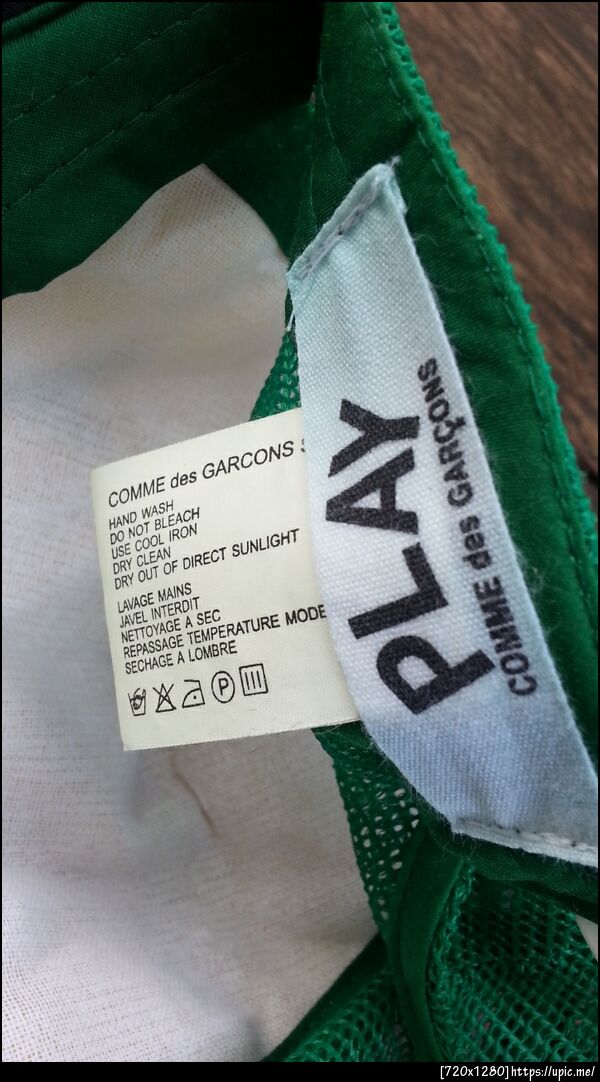 COMME des GARCONS
HAND WASH
DO NOT BLEACH
USE COOL IRON
DRY CLEAN
DRY OUT OF DIRECT SUNLIGHT
LAVAGE MAINS
JAVEL INTERDIT
NETTOYAGE A SEC
REPASSAGE TEMPERATURE MODE
SECHAGE A LOMBRE
P
PLAY
COMME des GARÇONS
[720x1280]https://upic.me/